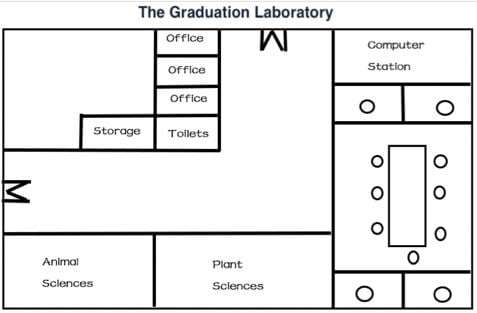 The Graduation Laboratory
Office
Computer
Station
Office
Office
Storage
Toilets
Animal
Sciences
Plant
Sciences